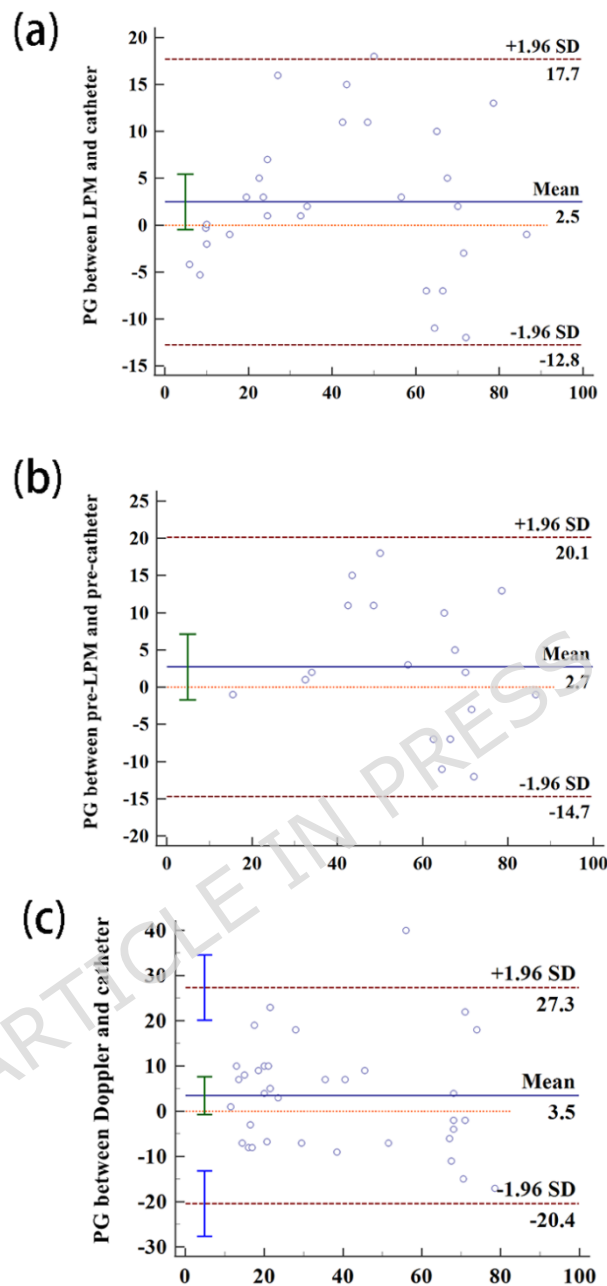 (a)
PG between LPM and catheter
20
15
10
5
0
-5
-10
-15
+1.96 SD
17.7
Mean
2.5
-1.96 SD
-12.8
0 20 40 60 80 100
(b)
PG between pre-LPM and pre-catheter
25
20
15
10
5
0
-5
-10
-15
-20
+1.96 SD
20.1
Mean
2.7
-1.96 SD
-14.7
0 20 40 60 80 100
(c)
PG between Doppler and catheter
40
30
20
10
0
-10
-20
-30
+1.96 SD
27.3
Mean
3.5
-1.96 SD
-20.4
0 20 40 60 80 100
ARTICLE IN PRESS